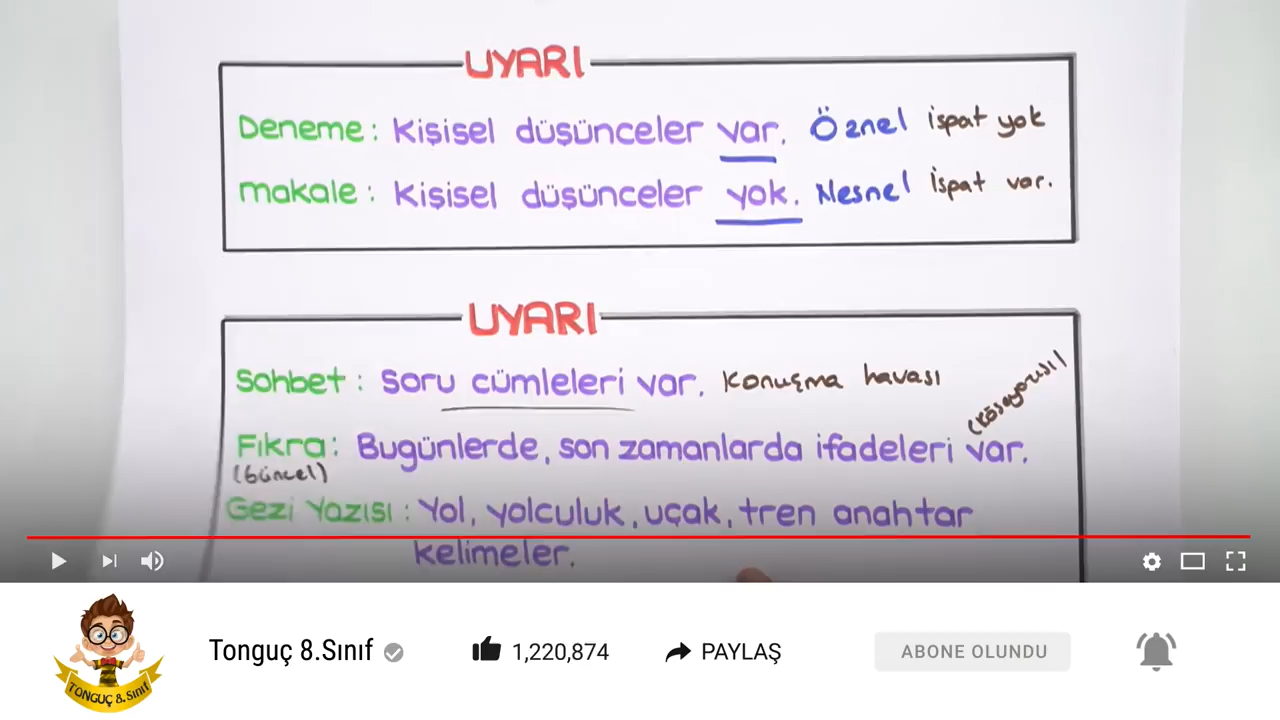 UYARI
Deneme: Kişisel düşünceler var. Öznel İspat yok
Makale: Kişisel düşünceler yok. Nesnel İspat var.
UYARI
Sohbet: Soru cümleleri var. Konuşma havası
Fıkra: Bugünlerde, son zamanlarda ifadeleri var. (köşe yazısı)
(Güncel)
Gezi Yazısı: Yol, yolculuk, uçak, tren anahtar
kelimeler.
Tonguç 8.Sınıf 1,220,874 PAYLAŞ ABONE OLUNDU
TONGUÇ 8. Sınıf